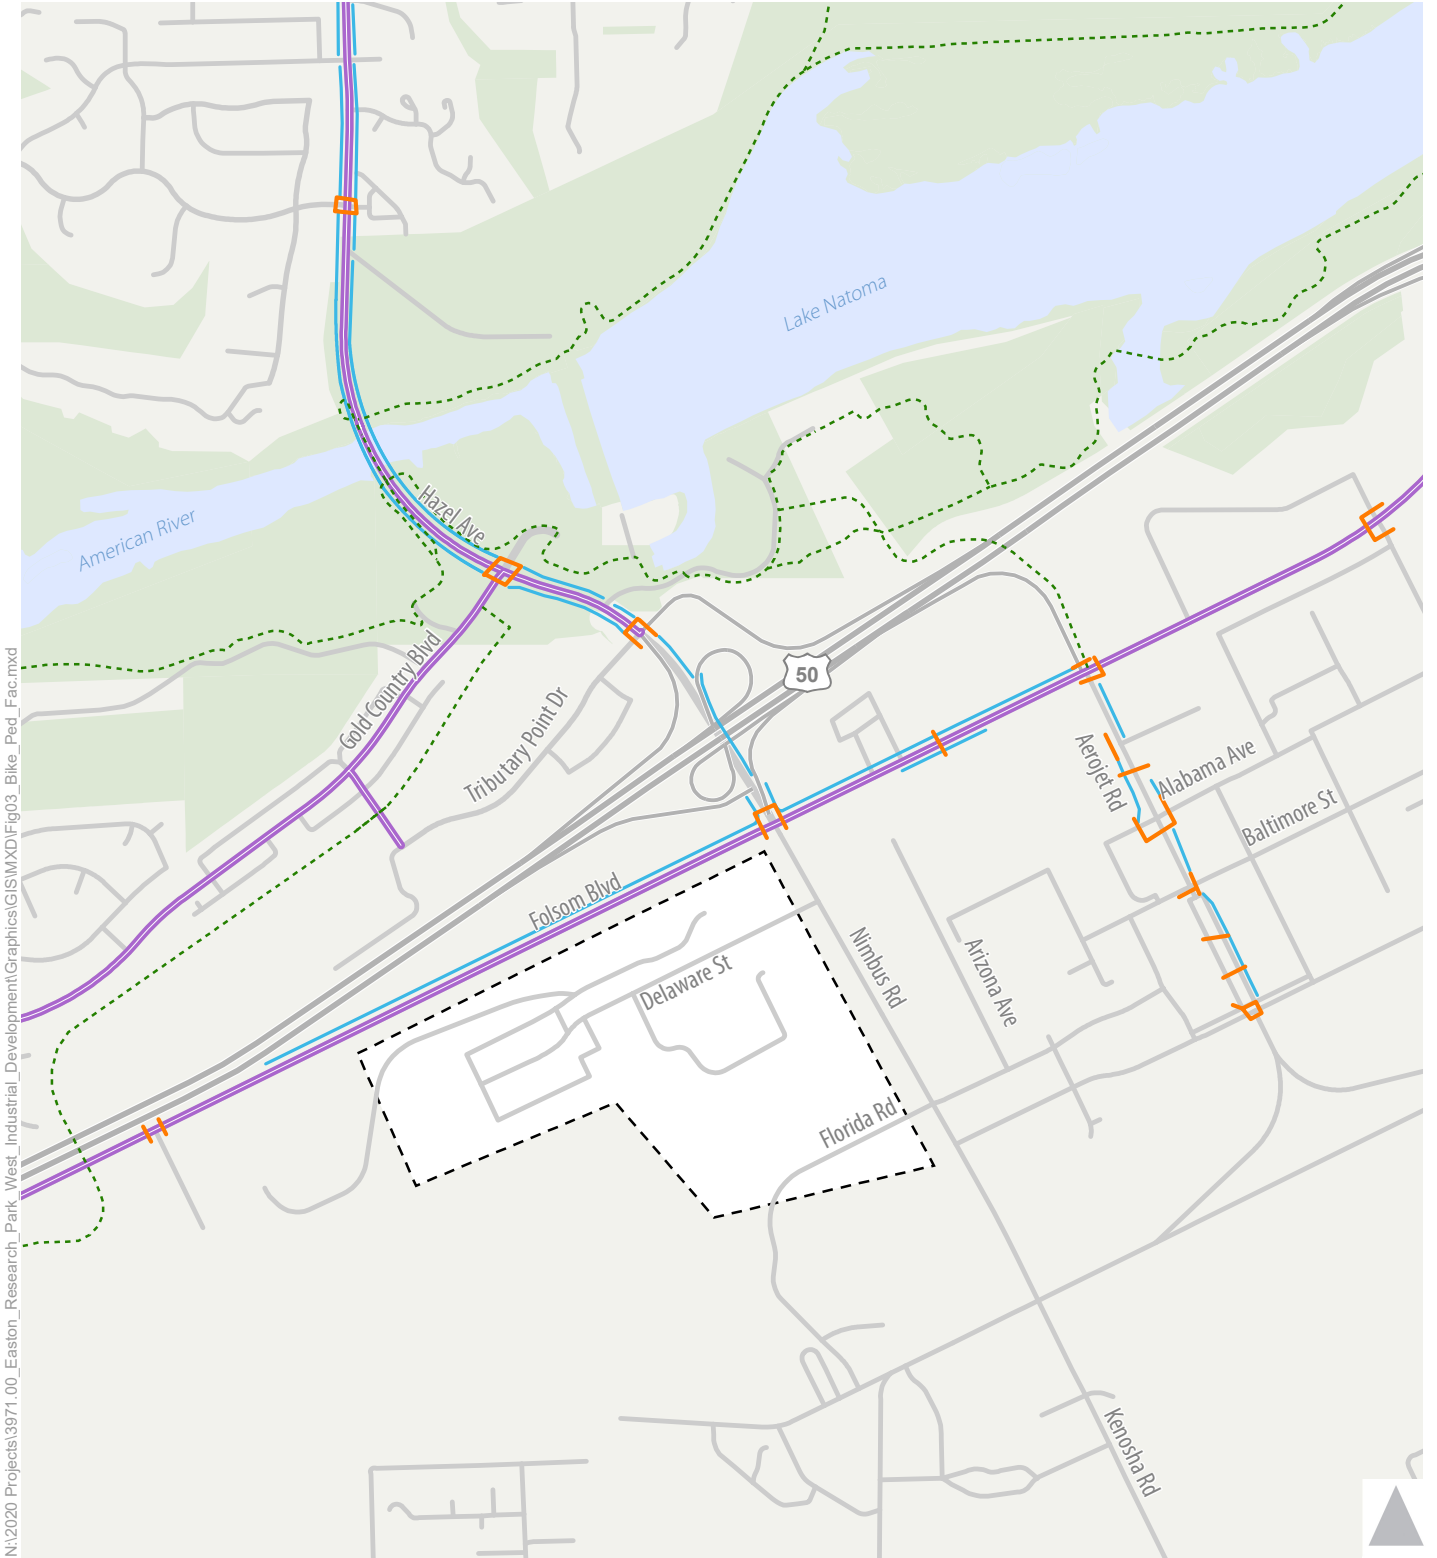 Lake Natoma
American River
Hazel Ave
Gold Country Blvd
Tributary Point Dr
50
Aerojet Rd
Alabama Ave
Baltimore St
Folsom Blvd
Delaware St
Nimbus Rd
Arizona Ave
Florida Rd
Kenosha Rd
N:\2020 Projects\3971.00_Easton_Research_Park_West_Industrial_Development\Graphics\GIS\MXD\Fig03_Bike_Ped_Fac.mxd